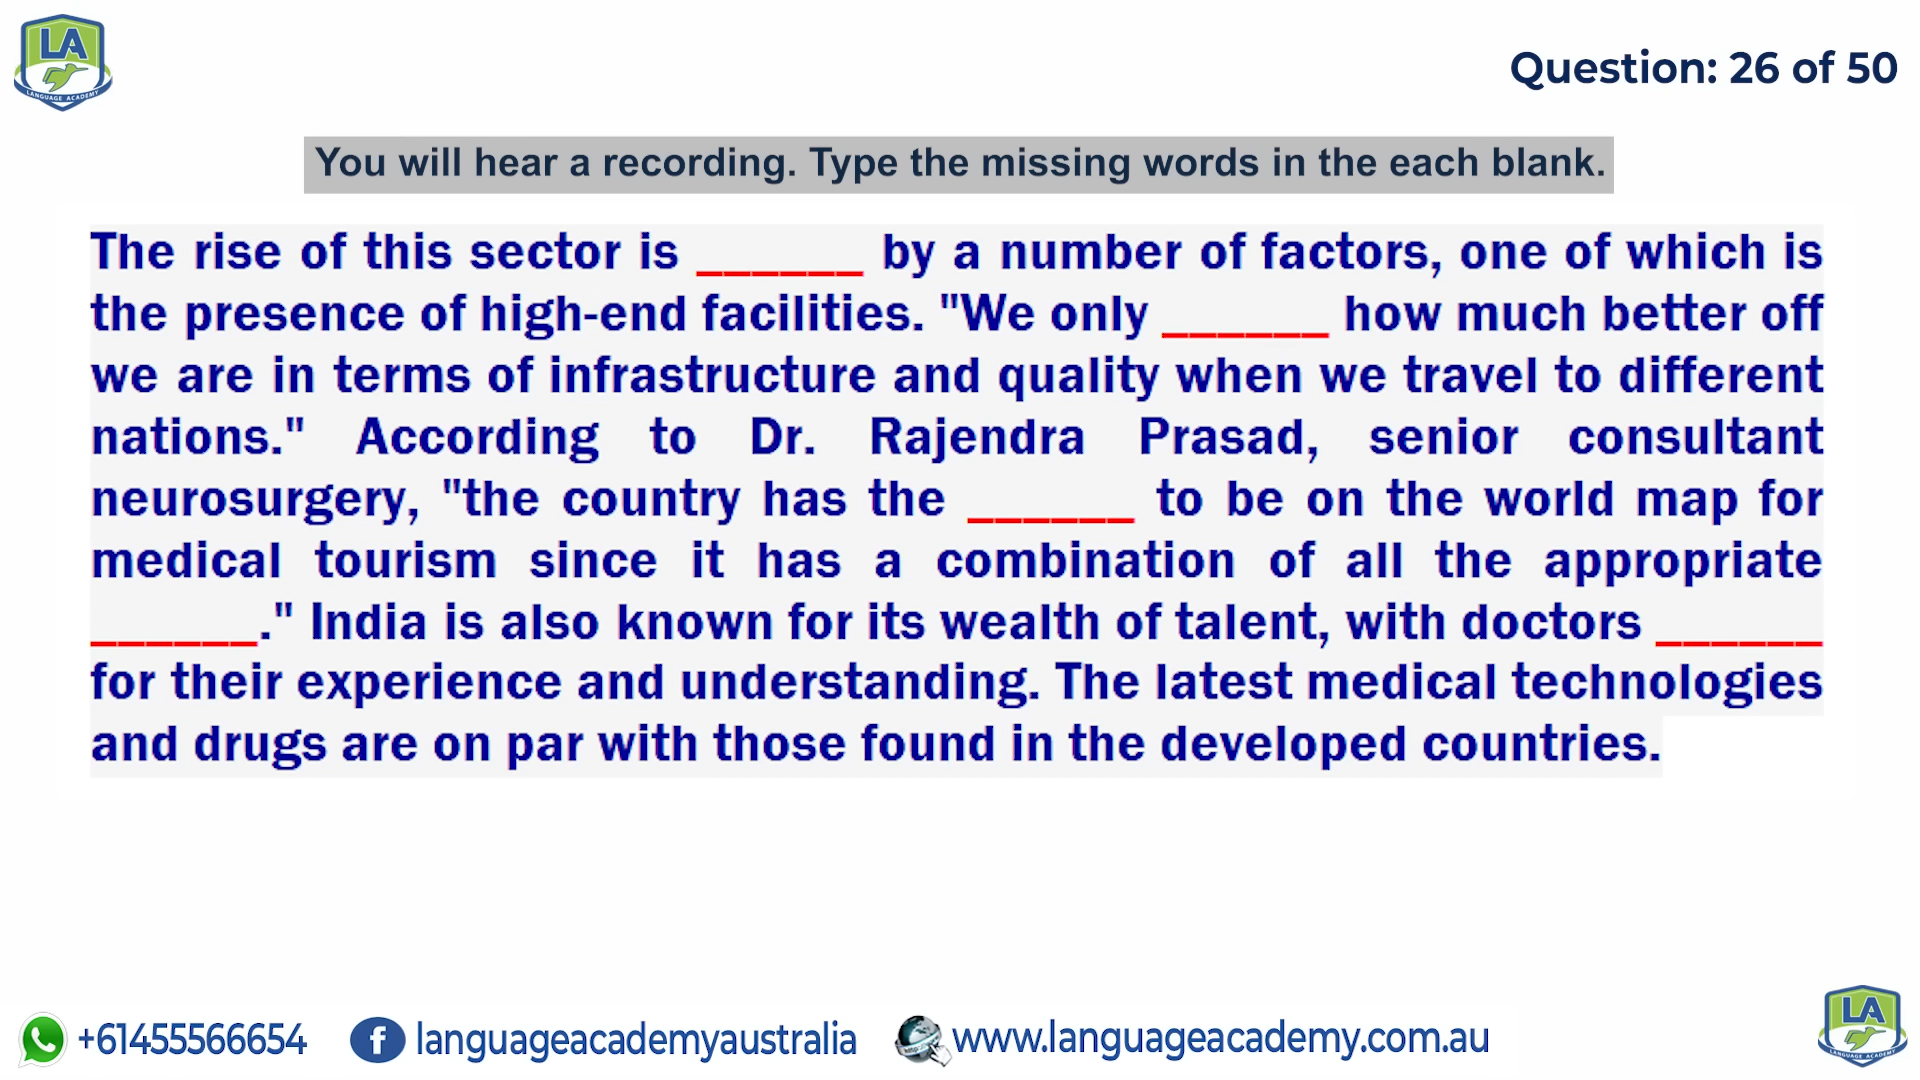 LA
LANGUAGE ACADEMY
Question: 26 of 50
You will hear a recording. Type the missing words in the each blank.
The rise of this sector is ______ by a number of factors, one of which is
the presence of high-end facilities. "We only ______ how much better off
we are in terms of infrastructure and quality when we travel to different
nations." According to Dr. Rajendra Prasad, senior consultant
neurosurgery, "the country has the ______ to be on the world map for
medical tourism since it has a combination of all the appropriate
______." India is also known for its wealth of talent, with doctors ______
for their experience and understanding. The latest medical technologies
and drugs are on par with those found in the developed countries.
+61455566654
f languageacademyaustralia
www.languageacademy.com.au
LA
LANGUAGE ACADEMY